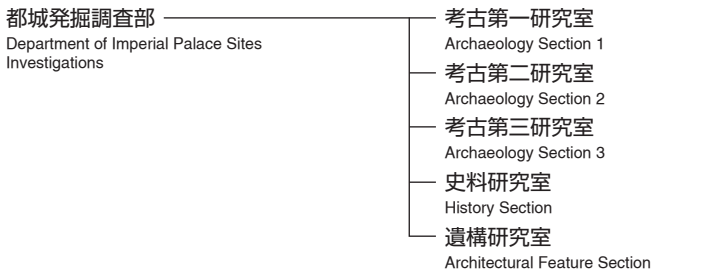 都城発掘調査部
Department of Imperial Palace Sites
Investigations
考古第一研究室
Archaeology Section 1
考古第二研究室
Archaeology Section 2
考古第三研究室
Archaeology Section 3
史料研究室
History Section
遺構研究室
Architectural Feature Section